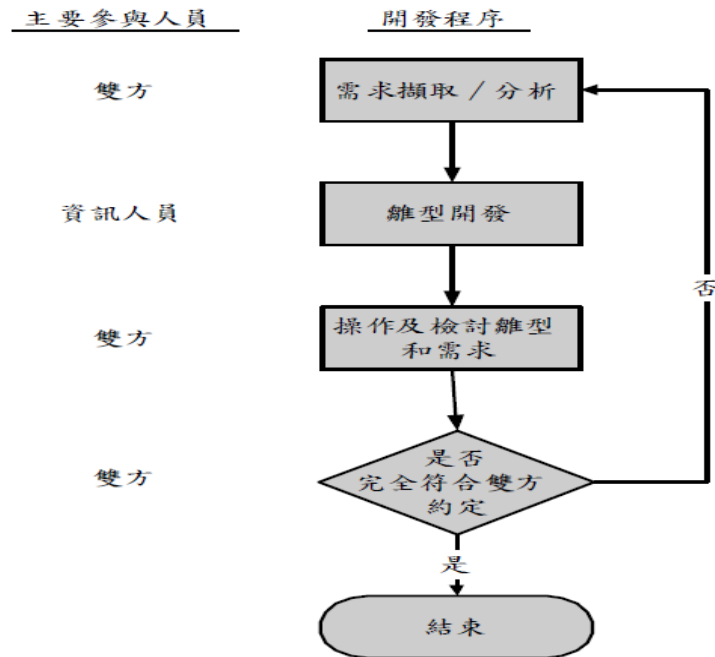 主要參與人員 開發程序
雙方 需求擷取／分析
資訊人員 雛型開發
雙方 操作及檢討雛型
和需求
否
雙方 是否
完全符合雙方
約定
是
結束